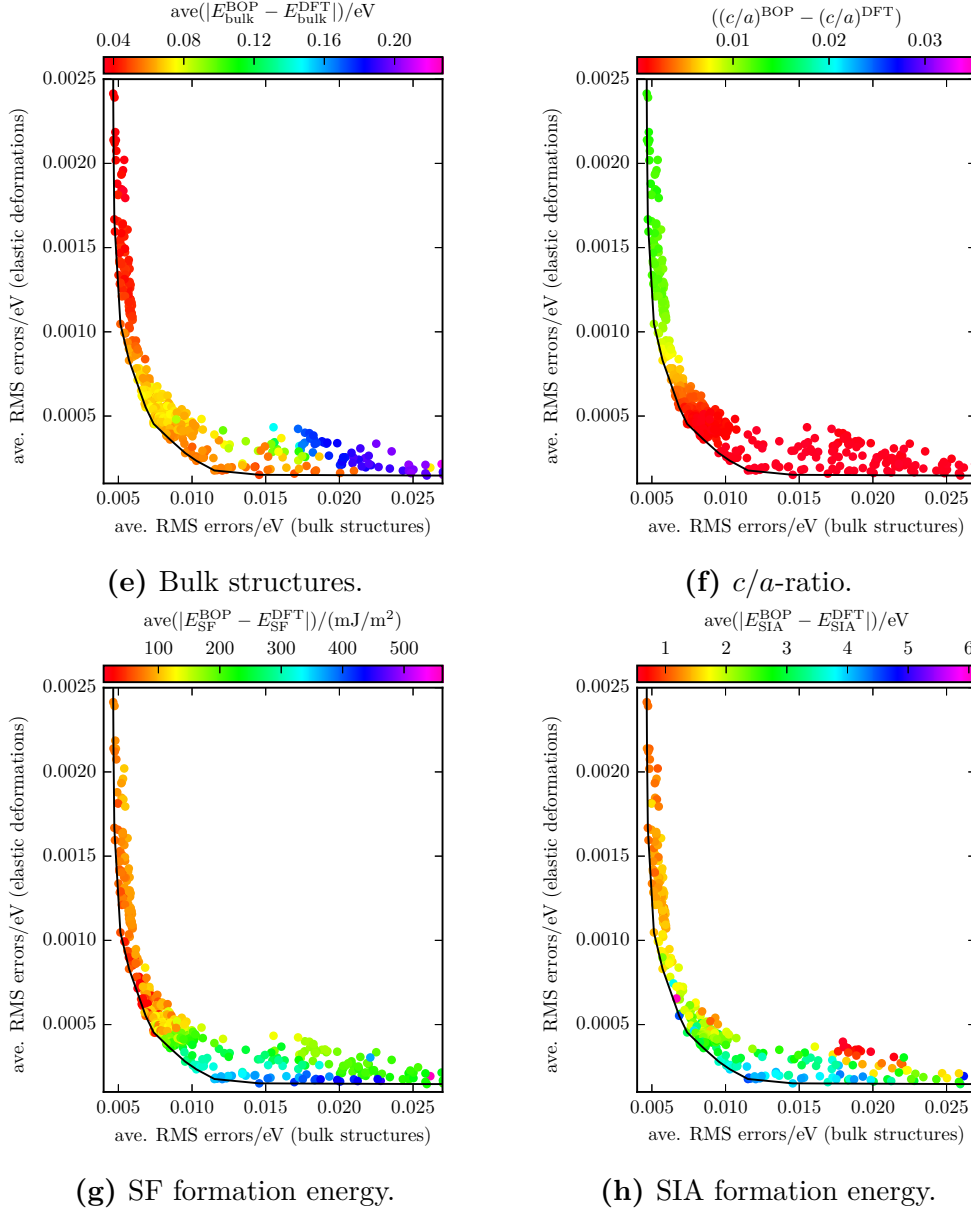 ave(|E_bulk^BOP − E_bulk^DFT|)/eV
0.04 0.08 0.12 0.16 0.20
0.0025
0.0020
0.0015
0.0010
0.0005
ave. RMS errors/eV (elastic deformations)
0.005 0.010 0.015 0.020 0.025
ave. RMS errors/eV (bulk structures)
(e) Bulk structures.
((c/a)^BOP − (c/a)^DFT)
0.01 0.02 0.03
0.0025
0.0020
0.0015
0.0010
0.0005
ave. RMS errors/eV (elastic deformations)
0.005 0.010 0.015 0.020 0.025
ave. RMS errors/eV (bulk structures)
(f) c/a-ratio.
ave(|E_SF^BOP − E_SF^DFT|)/(mJ/m²)
100 200 300 400 500
0.0025
0.0020
0.0015
0.0010
0.0005
ave. RMS errors/eV (elastic deformations)
0.005 0.010 0.015 0.020 0.025
ave. RMS errors/eV (bulk structures)
(g) SF formation energy.
ave(|E_SIA^BOP − E_SIA^DFT|)/eV
1 2 3 4 5 6
0.0025
0.0020
0.0015
0.0010
0.0005
ave. RMS errors/eV (elastic deformations)
0.005 0.010 0.015 0.020 0.025
ave. RMS errors/eV (bulk structures)
(h) SIA formation energy.